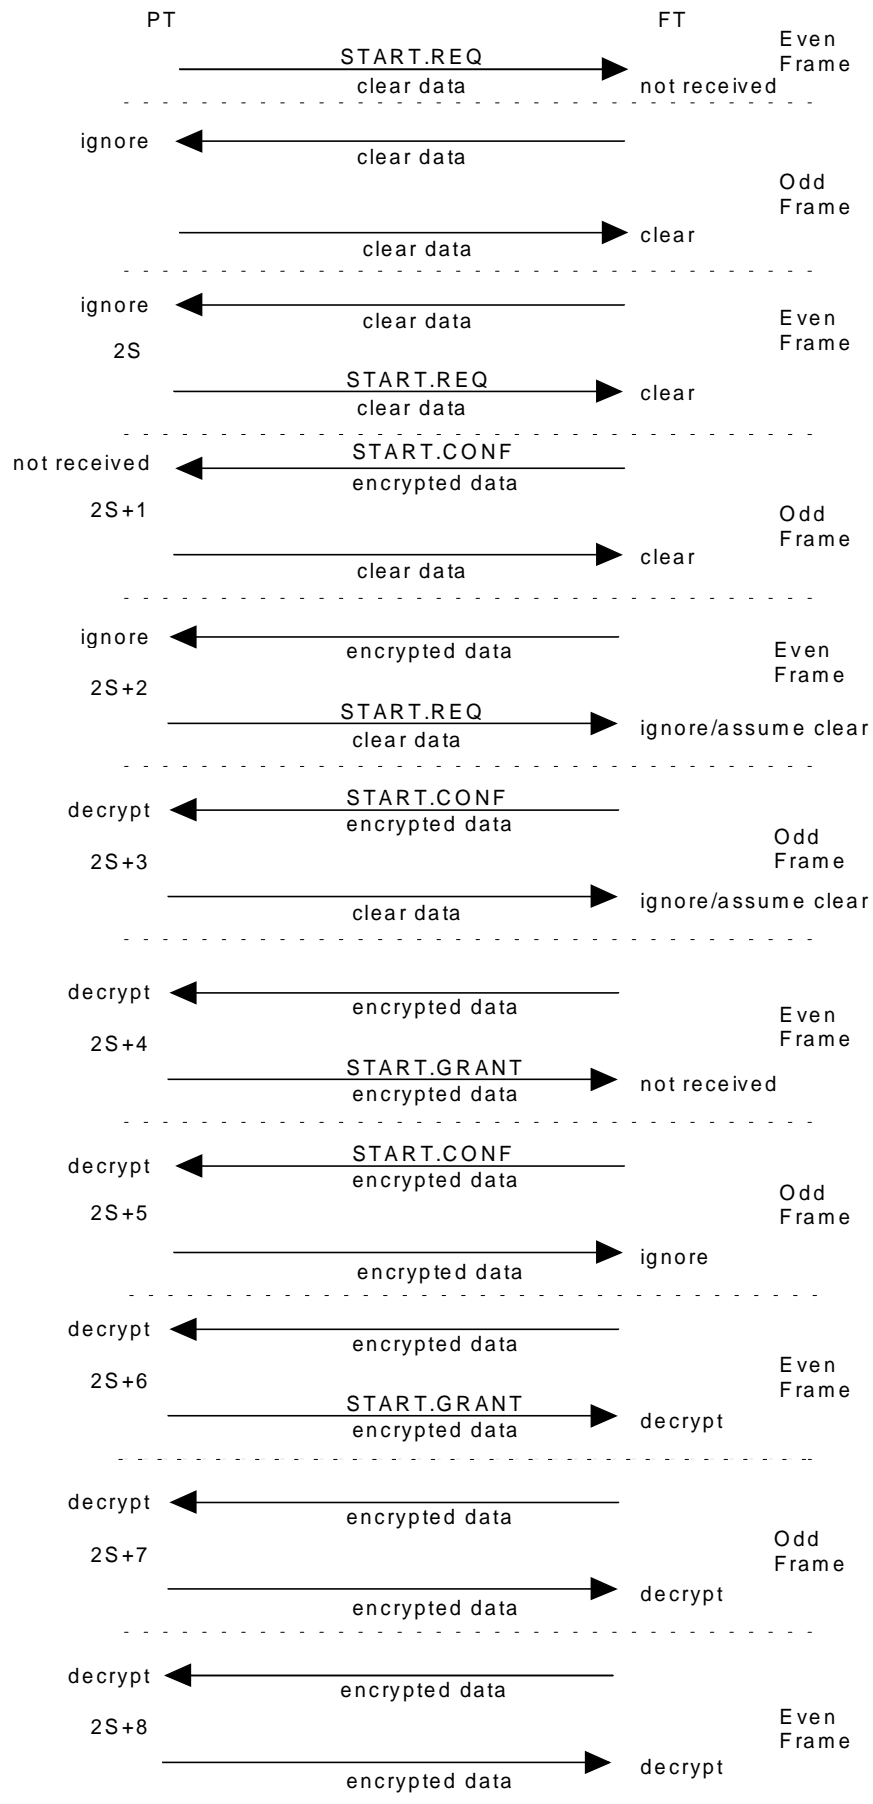 PT
FT
Even
Frame
START.REQ
clear data
not received
ignore
clear data
Odd
Frame
clear data
clear
ignore
clear data
Even
Frame
2S
START.REQ
clear data
clear
START.CONF
not received
encrypted data
2S+1
Odd
Frame
clear data
clear
ignore
encrypted data
Even
Frame
2S+2
START.REQ
clear data
ignore/assume clear
START.CONF
decrypt
encrypted data
Odd
Frame
2S+3
clear data
ignore/assume clear
decrypt
encrypted data
Even
Frame
2S+4
START.GRANT
encrypted data
not received
START.CONF
decrypt
encrypted data
Odd
Frame
2S+5
encrypted data
ignore
decrypt
encrypted data
Even
Frame
2S+6
START.GRANT
encrypted data
decrypt
decrypt
encrypted data
Odd
Frame
2S+7
encrypted data
decrypt
decrypt
encrypted data
Even
Frame
2S+8
encrypted data
decrypt